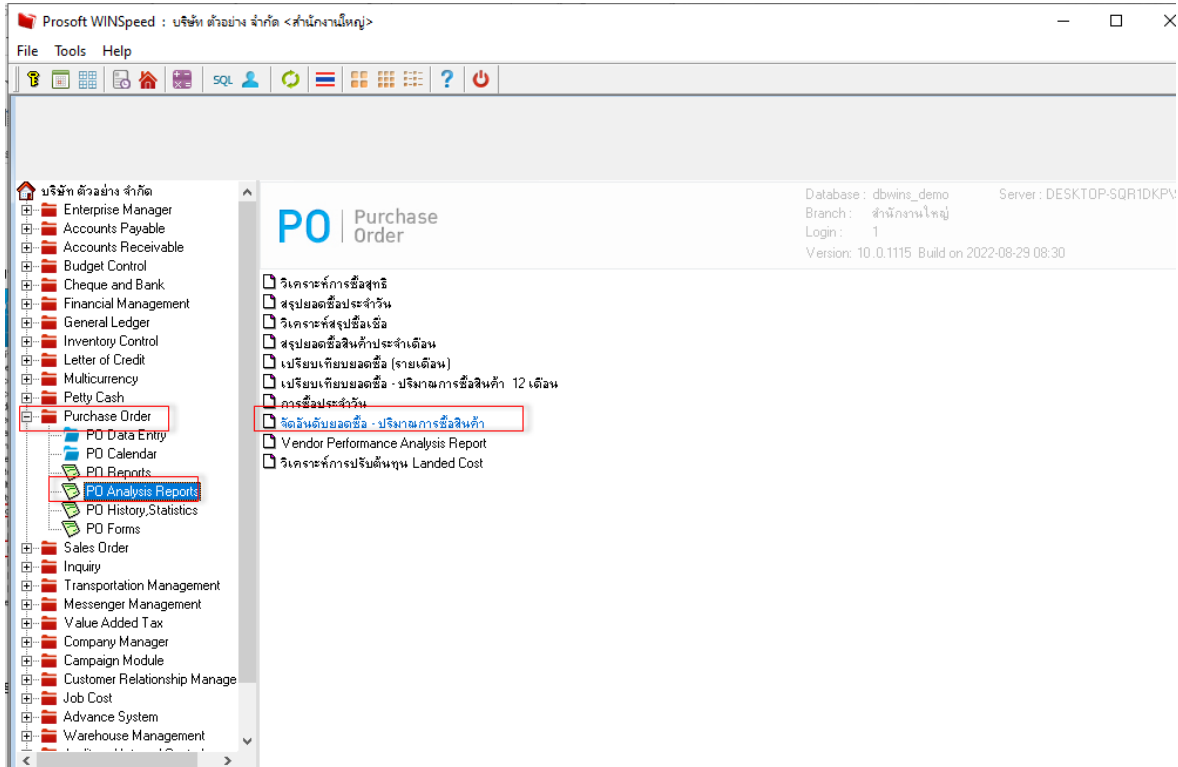 Prosoft WINSpeed : บริษัท ตัวอย่าง จำกัด <สำนักงานใหญ่>
File Tools Help
SQL
บริษัท ตัวอย่าง จำกัด
Enterprise Manager
Accounts Payable
Accounts Receivable
Budget Control
Cheque and Bank
Financial Management
General Ledger
Inventory Control
Letter of Credit
Multicurrency
Petty Cash
Purchase Order
PO Data Entry
PO Calendar
PO Reports
PO Analysis Reports
PO History,Statistics
PO Forms
Sales Order
Inquiry
Transportation Management
Messenger Management
Value Added Tax
Company Manager
Campaign Module
Customer Relationship Manage
Job Cost
Advance System
Warehouse Management
PO Purchase
Order
Database : dbwins_demo Server : DESKTOP-SQR1DKP\
Branch : สำนักงานใหญ่
Login : 1
Version: 10.0.1115 Build on 2022-08-29 08:30
วิเคราะห์การซื้อสุทธิ
สรุปยอดซื้อประจำวัน
วิเคราะห์สรุปซื้อเชื่อ
สรุปยอดซื้อสินค้าประจำเดือน
เปรียบเทียบยอดซื้อ (รายเดือน)
เปรียบเทียบยอดซื้อ - ปริมาณการซื้อสินค้า 12 เดือน
การซื้อประจำวัน
จัดอันดับยอดซื้อ - ปริมาณการซื้อสินค้า
Vendor Performance Analysis Report
วิเคราะห์การปรับต้นทุน Landed Cost